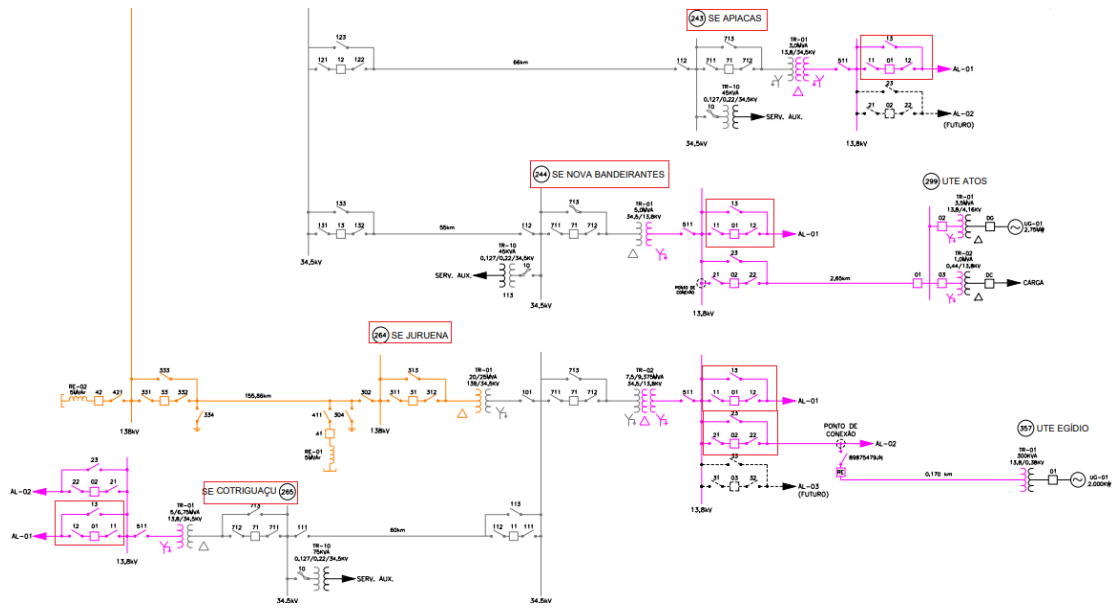 243 SE APIACAS
123
121 12 122
66km
112
713
711 71 712
TR-01
3,0MVA
13,8/34,5KV
511
13
11 01 12
AL-01
23
21 02 22
AL-02
(FUTURO)
TR-10
45KVA
0,127/0,22/34,5KV
10
SERV. AUX.
34,5kV
13,8kV
244 SE NOVA BANDEIRANTES
299 UTE ATOS
133
131 13 132
55km
112
713
711 71 712
TR-01
5,0MVA
34,5/13,8KV
511
13
11 01 12
AL-01
TR-10
45KVA
0,127/0,22/34,5KV
10
SERV. AUX.
113
34,5kV
34,5kV
23
21 02 22
PONTO DE
CONEXÃO
13,8kV
2,65km
01
02
TR-01
3,5MVA
13,8/4,16KV
DG
UG-01
03
TR-02
1,0MVA
0,44/13,8KV
DC
CARGA
13,8kV
264 SE JURUENA
RE-02
5MVAr
42 421
333
331 33 332
334
138kV
155,86km
411
41
RE-01
5MVAr
304
302
138kV
313
311 31 312
TR-01
20/25MVA
138/34,5KV
101
713
711 71 712
TR-02
7,5/9,375MVA
34,5/13,8KV
511
13
11 01 12
AL-01
23
21 02 22
AL-02
PONTO DE
CONEXÃO
33
31 03 32
AL-03
(FUTURO)
13,8kV
RE
0,170 km
357 UTE EGÍDIO
TR-01
300KVA
13,8/0,38KV
01
UG-01
SE COTRIGUAÇU 265
23
22 02 21
AL-02
13
12 01 11
AL-01
511
13,8kV
TR-01
5/6,75MVA
13,8/34,5KV
713
712 71 711
111
60km
113
112 11 111
TR-10
75KVA
0,127/0,22/34,5KV
10
SERV. AUX.
34,5kV
34,5kV